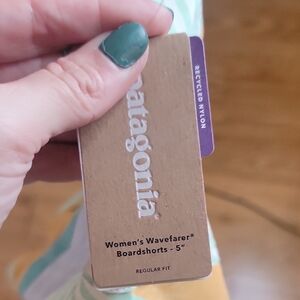 patagonia®
RECYCLED NYLON
Women's Wavefarer®
Boardshorts - 5"
REGULAR FIT